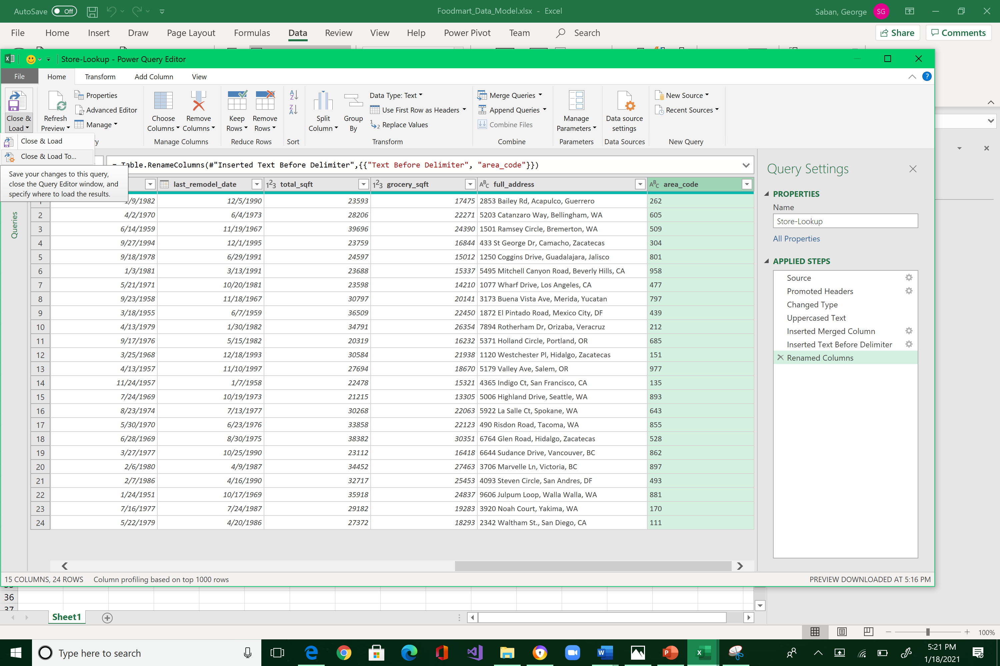 AutoSave Off
Foodmart_Data_Model.xlsx - Excel
Saban, George SG
File Home Insert Draw Page Layout Formulas Data Review View Help Power Pivot Team Search Share Comments
Store-Lookup - Power Query Editor
File Home Transform Add Column View
Close & Load
Refresh Preview
Properties
Advanced Editor
Manage
Choose Columns
Remove Columns
Manage Columns
Keep Rows
Remove Rows
Reduce Rows
Sort
Split Column
Group By
Data Type: Text
Use First Row as Headers
Replace Values
Transform
Merge Queries
Append Queries
Combine Files
Combine
Manage Parameters
Parameters
Data source settings
Data Sources
New Source
Recent Sources
New Query
Close & Load
Close & Load To...
Save your changes to this query,
close the Query Editor window, and
specify where to load the results.
Table.RenameColumns(#"Inserted Text Before Delimiter",{{"Text Before Delimiter", "area_code"}})
Queries
last_remodel_date 123 total_sqft 123 grocery_sqft ABC full_address ABC area_code
/9/1982 12/5/1990 23593 17475 2853 Bailey Rd, Acapulco, Guerrero 262
2 4/2/1970 6/4/1973 28206 22271 5203 Catanzaro Way, Bellingham, WA 605
3 6/14/1959 11/19/1967 39696 24390 1501 Ramsey Circle, Bremerton, WA 509
4 9/27/1994 12/1/1995 23759 16844 433 St George Dr, Camacho, Zacatecas 304
5 9/18/1978 6/29/1991 24597 15012 1250 Coggins Drive, Guadalajara, Jalisco 801
6 1/3/1981 3/13/1991 23688 15337 5495 Mitchell Canyon Road, Beverly Hills, CA 958
7 5/21/1971 10/20/1981 23598 14210 1077 Wharf Drive, Los Angeles, CA 477
8 9/23/1958 11/18/1967 30797 20141 3173 Buena Vista Ave, Merida, Yucatan 797
9 3/18/1955 6/7/1959 36509 22450 1872 El Pintado Road, Mexico City, DF 439
10 4/13/1979 1/30/1982 34791 26354 7894 Rotherham Dr, Orizaba, Veracruz 212
11 9/17/1976 5/15/1982 20319 16232 5371 Holland Circle, Portland, OR 685
12 3/25/1968 12/18/1993 30584 21938 1120 Westchester Pl, Hidalgo, Zacatecas 151
13 4/13/1957 11/10/1997 27694 18670 5179 Valley Ave, Salem, OR 977
14 11/24/1957 1/7/1958 22478 15321 4365 Indigo Ct, San Francisco, CA 135
15 7/24/1969 10/19/1973 21215 13305 5006 Highland Drive, Seattle, WA 893
16 8/23/1974 7/13/1977 30268 22063 5922 La Salle Ct, Spokane, WA 643
17 5/30/1970 6/23/1976 33858 22123 490 Risdon Road, Tacoma, WA 855
18 6/28/1969 8/30/1975 38382 30351 6764 Glen Road, Hidalgo, Zacatecas 528
19 3/27/1977 10/25/1990 23112 16418 6644 Sudance Drive, Vancouver, BC 862
20 2/6/1980 4/9/1987 34452 27463 3706 Marvelle Ln, Victoria, BC 897
21 2/7/1986 4/16/1990 32717 25453 4093 Steven Circle, San Andres, DF 493
22 1/24/1951 10/17/1969 35918 24837 9606 Julpum Loop, Walla Walla, WA 881
23 7/16/1977 7/24/1987 29182 19283 3920 Noah Court, Yakima, WA 170
24 5/22/1979 4/20/1986 27372 18293 2342 Waltham St., San Diego, CA 111
Query Settings
PROPERTIES
Name
Store-Lookup
All Properties
APPLIED STEPS
Source
Promoted Headers
Changed Type
Uppercased Text
Inserted Merged Column
Inserted Text Before Delimiter
Renamed Columns
15 COLUMNS, 24 ROWS Column profiling based on top 1000 rows
PREVIEW DOWNLOADED AT 5:16 PM
36
37
Sheet1
100%
Type here to search
5:21 PM
1/18/2021